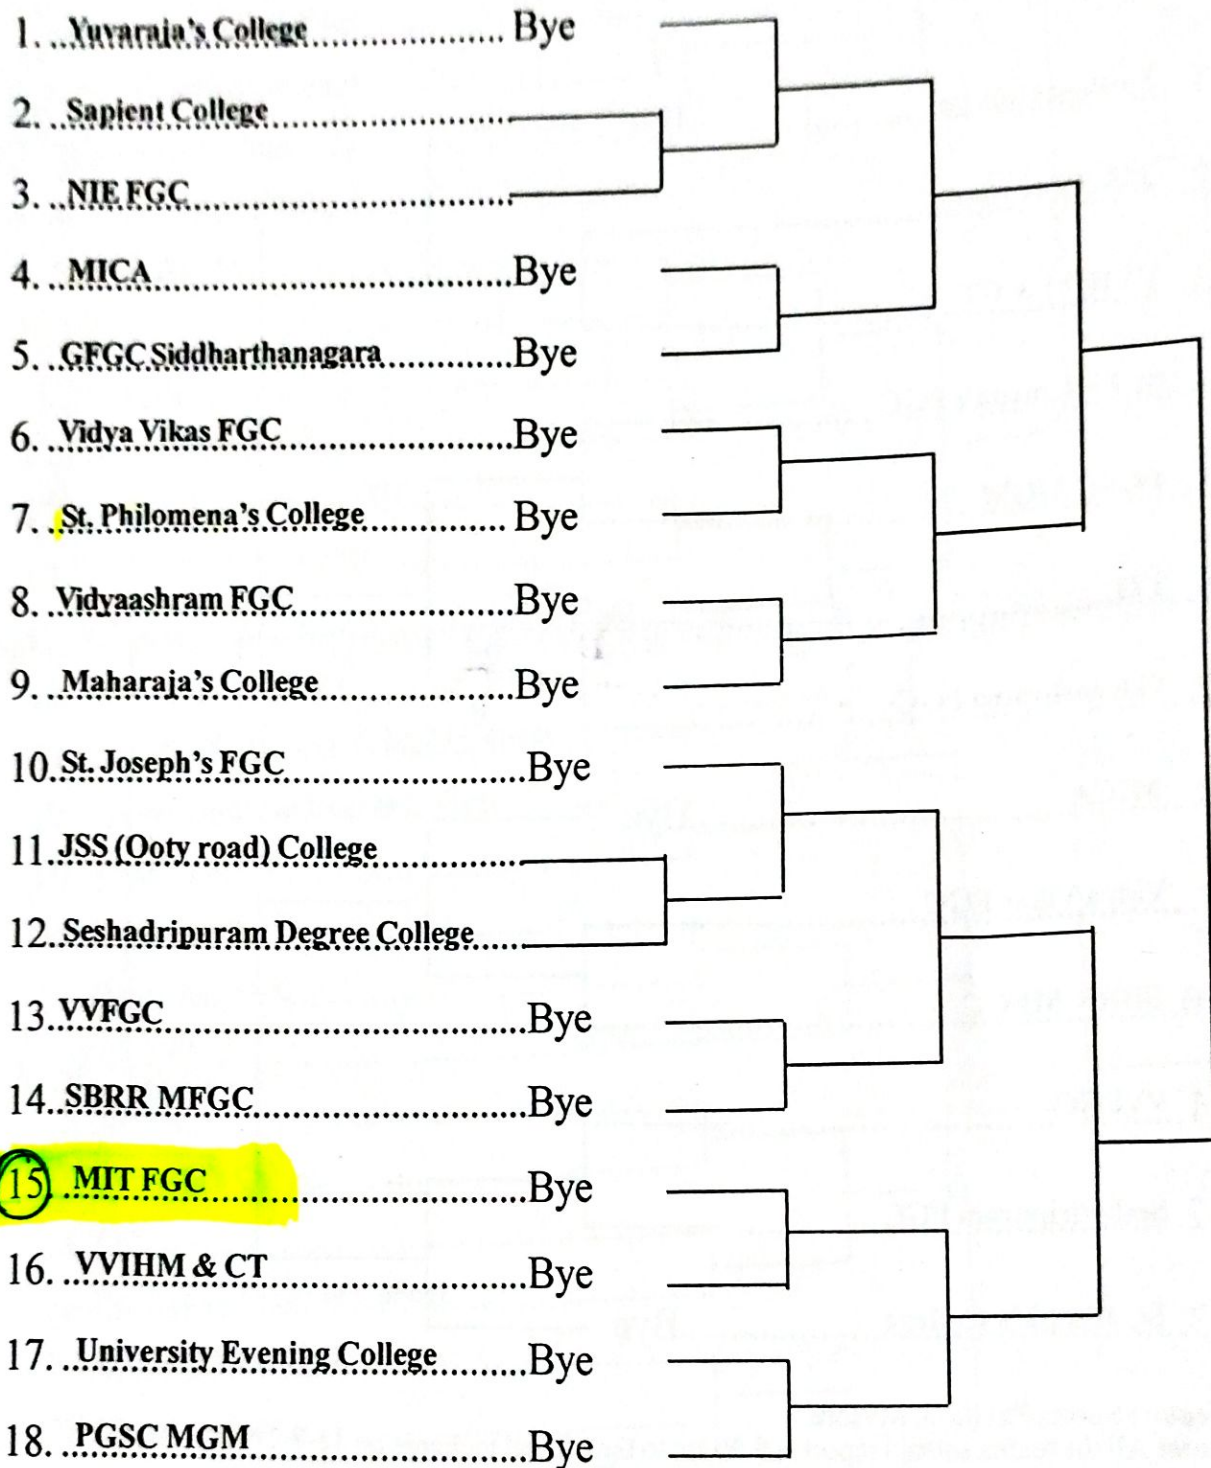 1. Yuvaraja's College Bye
2. Sapient College
3. NIE FGC
4. MICA Bye
5. GFGC Siddharthanagara Bye
6. Vidya Vikas FGC Bye
7. St. Philomena's College Bye
8. Vidyaashram FGC Bye
9. Maharaja's College Bye
10. St. Joseph's FGC Bye
11. JSS (Ooty road) College
12. Seshadripuram Degree College
13. VVFGC Bye
14. SBRR MFGC Bye
15. MIT FGC Bye
16. VVIHM & CT Bye
17. University Evening College Bye
18. PGSC MGM Bye